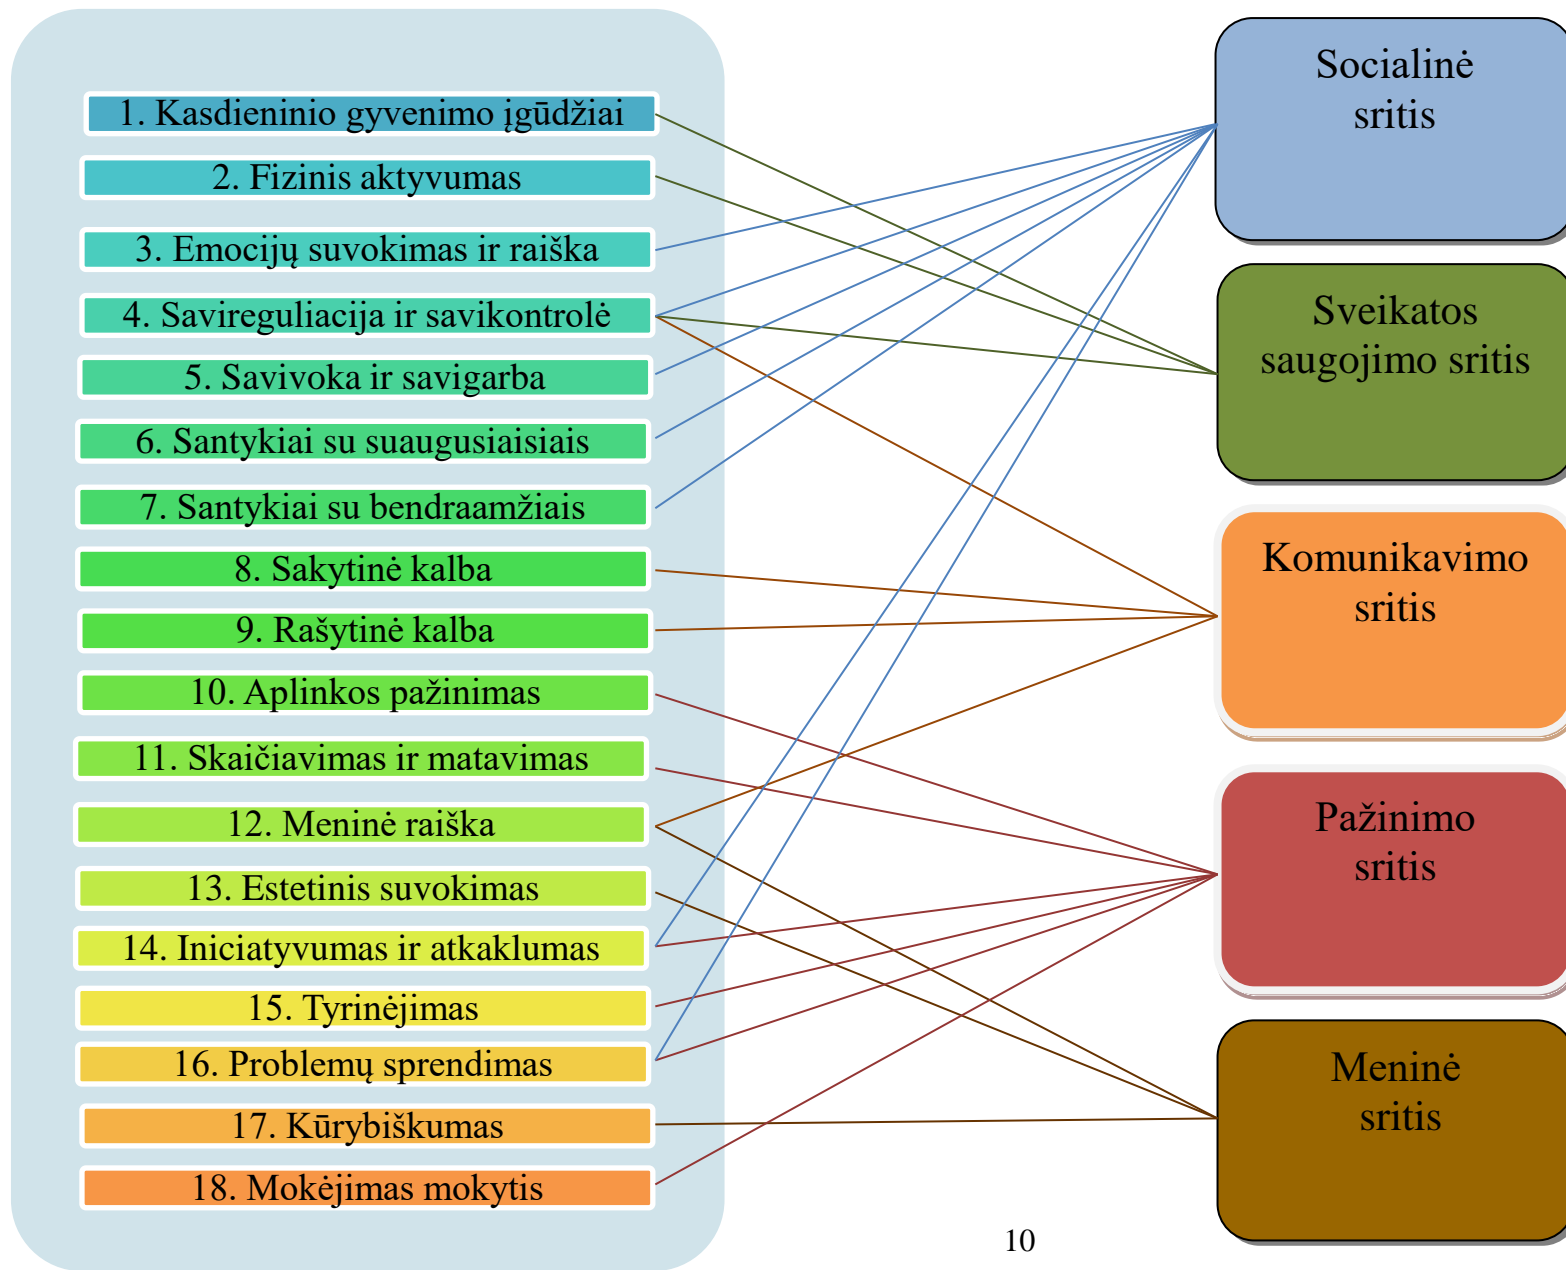 1. Kasdieninio gyvenimo įgūdžiai
2. Fizinis aktyvumas
3. Emocijų suvokimas ir raiška
4. Savireguliacija ir savikontrolė
5. Savivoka ir savigarba
6. Santykiai su suaugusiaisiais
7. Santykiai su bendraamžiais
8. Sakytinė kalba
9. Rašytinė kalba
10. Aplinkos pažinimas
11. Skaičiavimas ir matavimas
12. Meninė raiška
13. Estetinis suvokimas
14. Iniciatyvumas ir atkaklumas
15. Tyrinėjimas
16. Problemų sprendimas
17. Kūrybiškumas
18. Mokėjimas mokytis
Socialinė
sritis
Sveikatos
saugojimo sritis
Komunikavimo
sritis
Pažinimo
sritis
Meninė
sritis
10